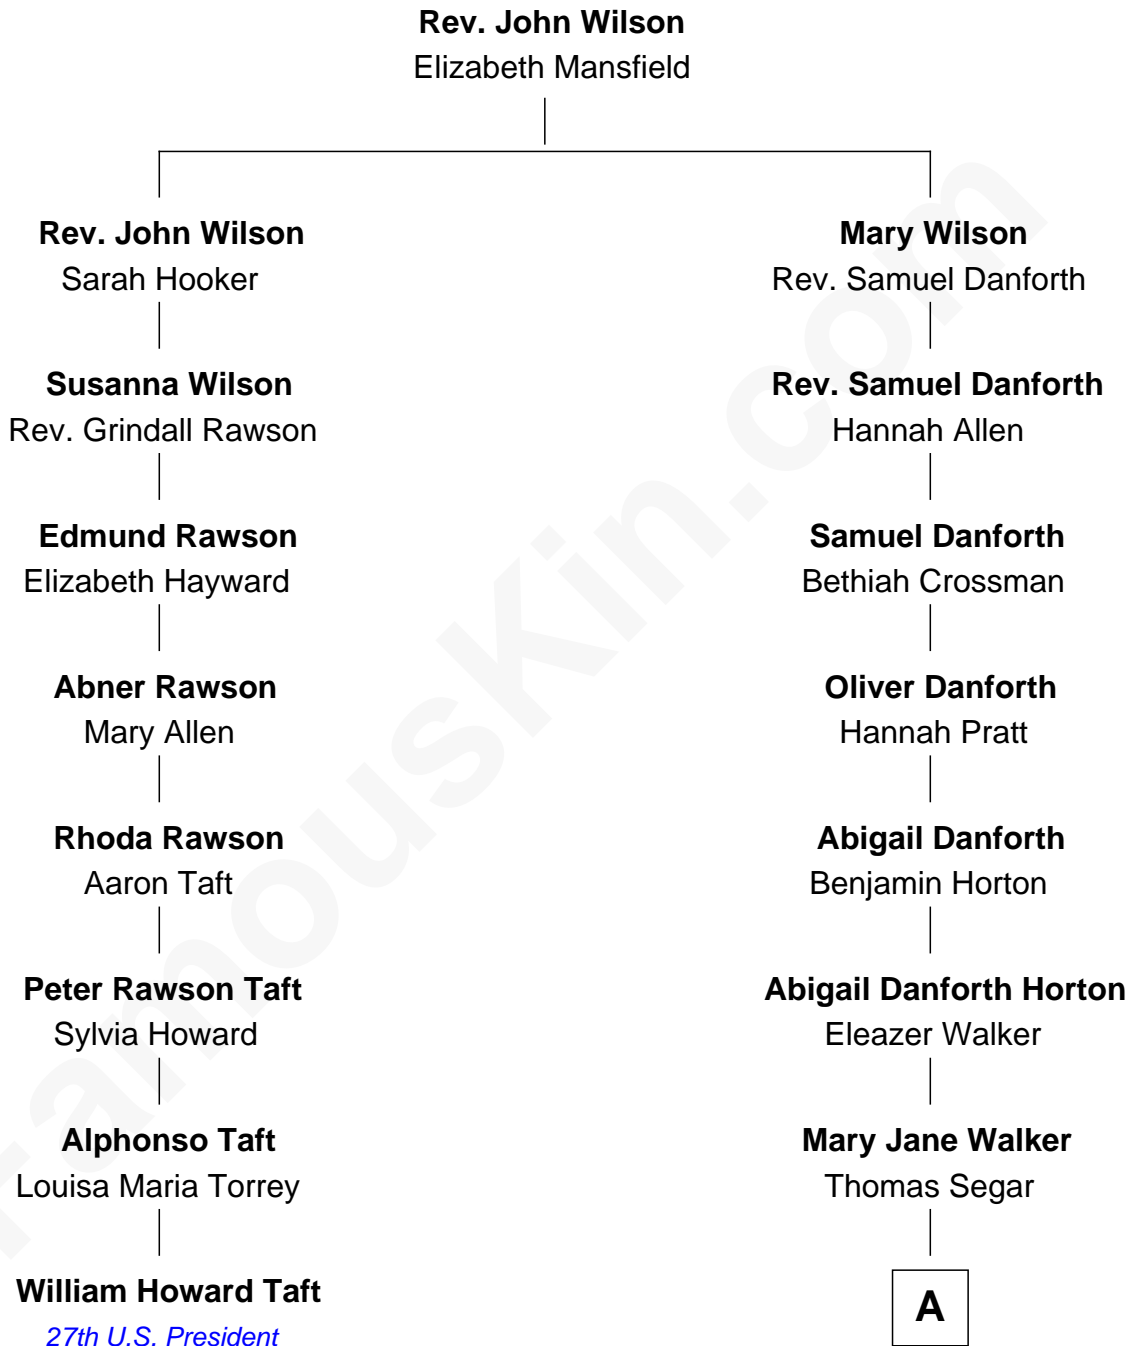 Rev. John Wilson
Elizabeth Mansfield
Rev. John Wilson
Sarah Hooker
Mary Wilson
Rev. Samuel Danforth
Susanna Wilson
Rev. Grindall Rawson
Rev. Samuel Danforth
Hannah Allen
Edmund Rawson
Elizabeth Hayward
Samuel Danforth
Bethiah Crossman
Abner Rawson
Mary Allen
Oliver Danforth
Hannah Pratt
Rhoda Rawson
Aaron Taft
Abigail Danforth
Benjamin Horton
Peter Rawson Taft
Sylvia Howard
Abigail Danforth Horton
Eleazer Walker
Alphonso Taft
Louisa Maria Torrey
Mary Jane Walker
Thomas Segar
William Howard Taft
27th U.S. President
A
FamousKin.com